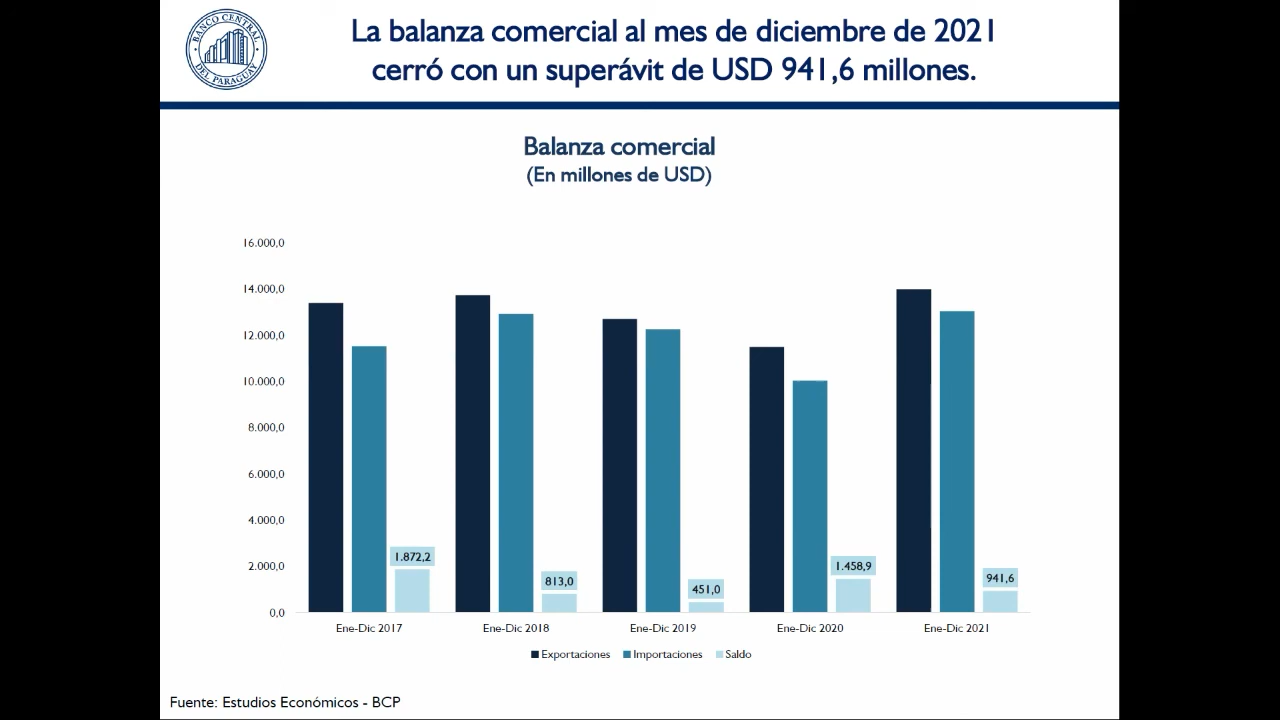 BANCO CENTRAL
DEL PARAGUAY
La balanza comercial al mes de diciembre de 2021
cerró con un superávit de USD 941,6 millones.
Balanza comercial
(En millones de USD)
16.000,0
14.000,0
12.000,0
10.000,0
8.000,0
6.000,0
4.000,0
2.000,0
0,0
1.872,2
813,0
451,0
1.458,9
941,6
Ene-Dic 2017
Ene-Dic 2018
Ene-Dic 2019
Ene-Dic 2020
Ene-Dic 2021
Exportaciones
Importaciones
Saldo
Fuente: Estudios Económicos - BCP